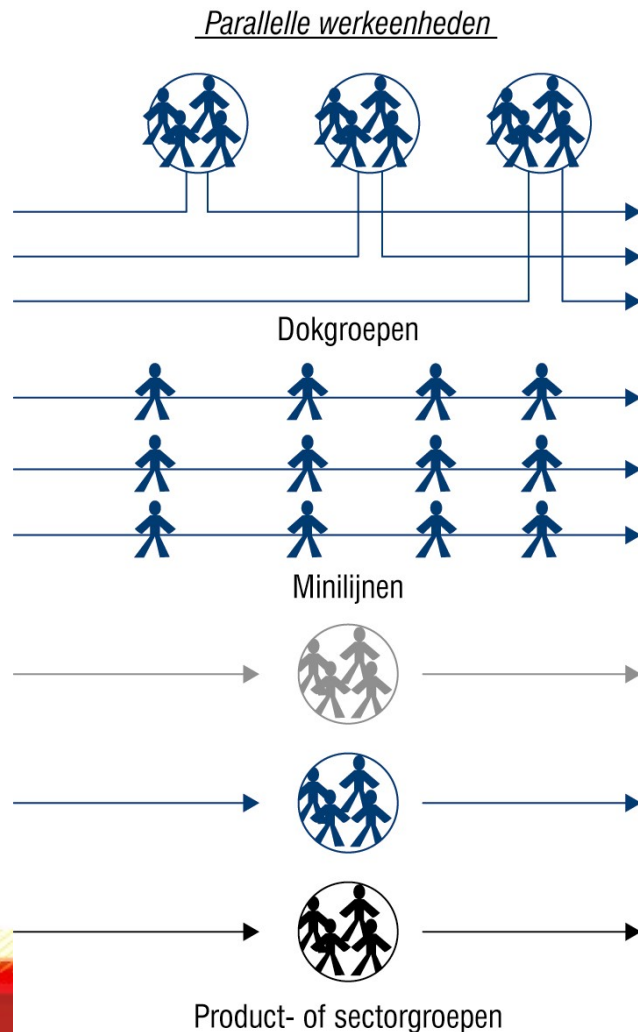 Parallelle werkeenheden
Dokgroepen
Minilijnen
Product- of sectorgroepen